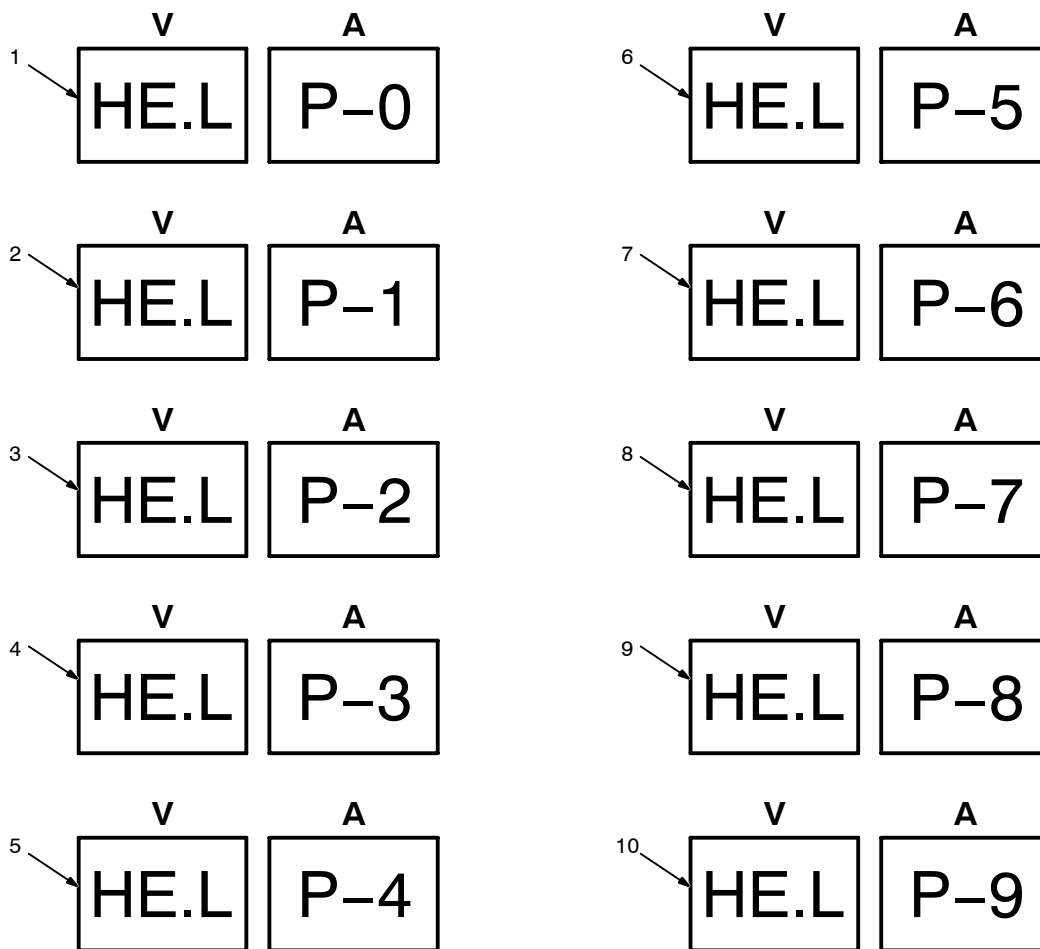 V A
1 HE.L P–0
V A
2 HE.L P–1
V A
3 HE.L P–2
V A
4 HE.L P–3
V A
5 HE.L P–4
V A
6 HE.L P–5
V A
7 HE.L P–6
V A
8 HE.L P–7
V A
9 HE.L P–8
V A
10 HE.L P–9